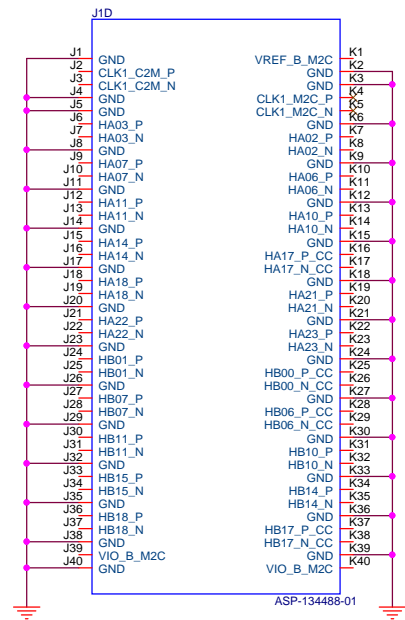 J1D
J1 GND VREF_B_M2C K1
J2 CLK1_C2M_P GND K2
J3 CLK1_C2M_N GND K3
J4 GND CLK1_M2C_P K4
J5 GND CLK1_M2C_N K5
J6 HA03_P GND K6
J7 HA03_N HA02_P K7
J8 GND HA02_N K8
J9 HA07_P GND K9
J10 HA07_N HA06_P K10
J11 GND HA06_N K11
J12 HA11_P GND K12
J13 HA11_N HA10_P K13
J14 GND HA10_N K14
J15 HA14_P GND K15
J16 HA14_N HA17_P_CC K16
J17 GND HA17_N_CC K17
J18 HA18_P GND K18
J19 HA18_N HA21_P K19
J20 GND HA21_N K20
J21 HA22_P GND K21
J22 HA22_N HA23_P K22
J23 GND HA23_N K23
J24 HB01_P GND K24
J25 HB01_N HB00_P_CC K25
J26 GND HB00_N_CC K26
J27 HB07_P GND K27
J28 HB07_N HB06_P_CC K28
J29 GND HB06_N_CC K29
J30 HB11_P GND K30
J31 HB11_N HB10_P K31
J32 GND HB10_N K32
J33 HB15_P GND K33
J34 HB15_N HB14_P K34
J35 GND HB14_N K35
J36 HB18_P GND K36
J37 HB18_N HB17_P_CC K37
J38 GND HB17_N_CC K38
J39 VIO_B_M2C GND K39
J40 GND VIO_B_M2C K40
ASP-134488-01